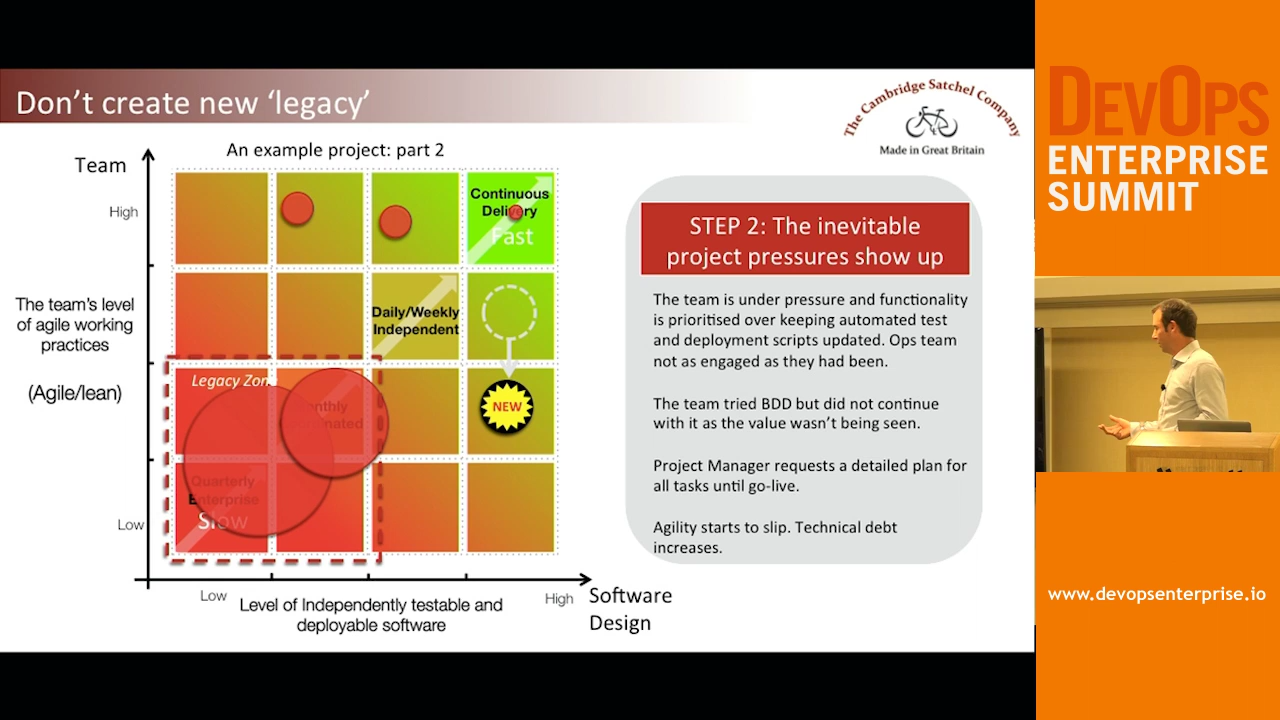 Don't create new 'legacy'
The Cambridge Satchel Company
Made in Great Britain
An example project: part 2
Team
High
The team's level
of agile working
practices
(Agile/lean)
Low
Continuous
Delivery
Fast
Daily/Weekly
Independent
Legacy Zone
Monthly
Coordinated
NEW
Quarterly
Enterprise
Slow
Low
Level of Independently testable and
deployable software
High
Software
Design
STEP 2: The inevitable
project pressures show up
The team is under pressure and functionality
is prioritised over keeping automated test
and deployment scripts updated. Ops team
not as engaged as they had been.
The team tried BDD but did not continue
with it as the value wasn't being seen.
Project Manager requests a detailed plan for
all tasks until go-live.
Agility starts to slip. Technical debt
increases.
DEVOPS
ENTERPRISE
SUMMIT
www.devopsenterprise.io